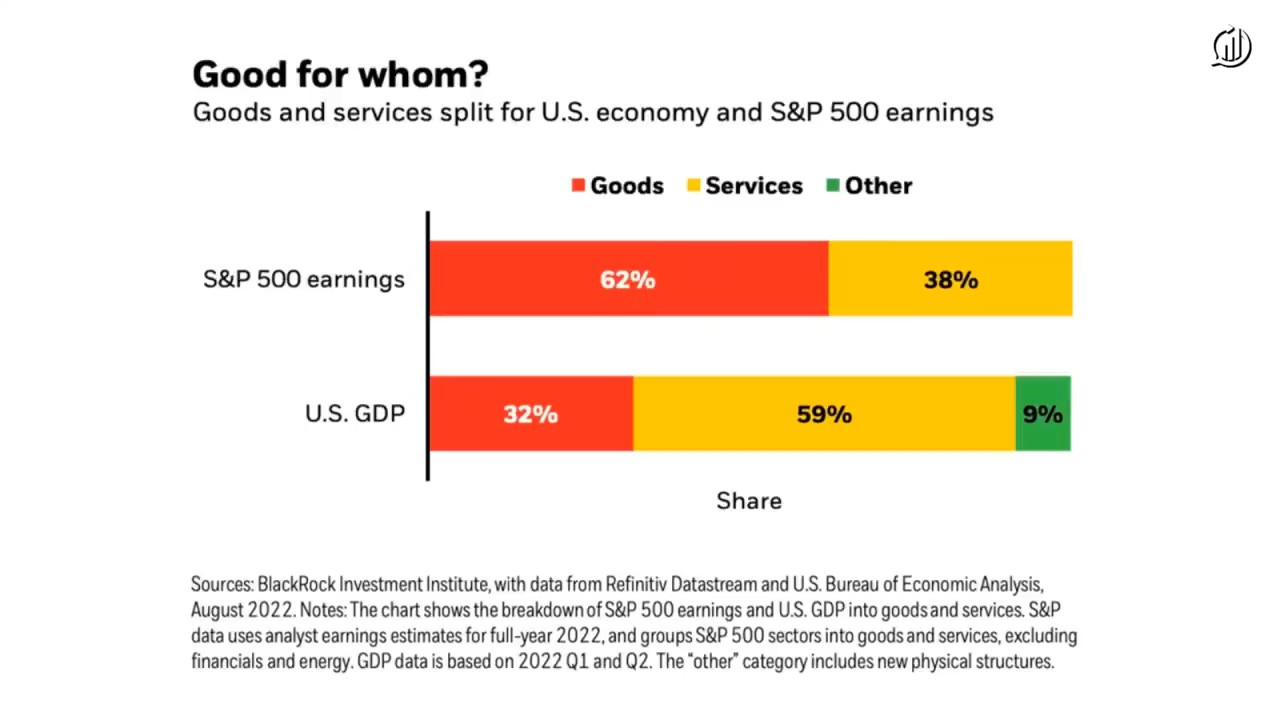 Good for whom?
Goods and services split for U.S. economy and S&P 500 earnings
Goods Services Other
S&P 500 earnings 62% 38%
U.S. GDP 32% 59% 9%
Share
Sources: BlackRock Investment Institute, with data from Refinitiv Datastream and U.S. Bureau of Economic Analysis,
August 2022. Notes: The chart shows the breakdown of S&P 500 earnings and U.S. GDP into goods and services. S&P
data uses analyst earnings estimates for full-year 2022, and groups S&P 500 sectors into goods and services, excluding
financials and energy. GDP data is based on 2022 Q1 and Q2. The “other” category includes new physical structures.